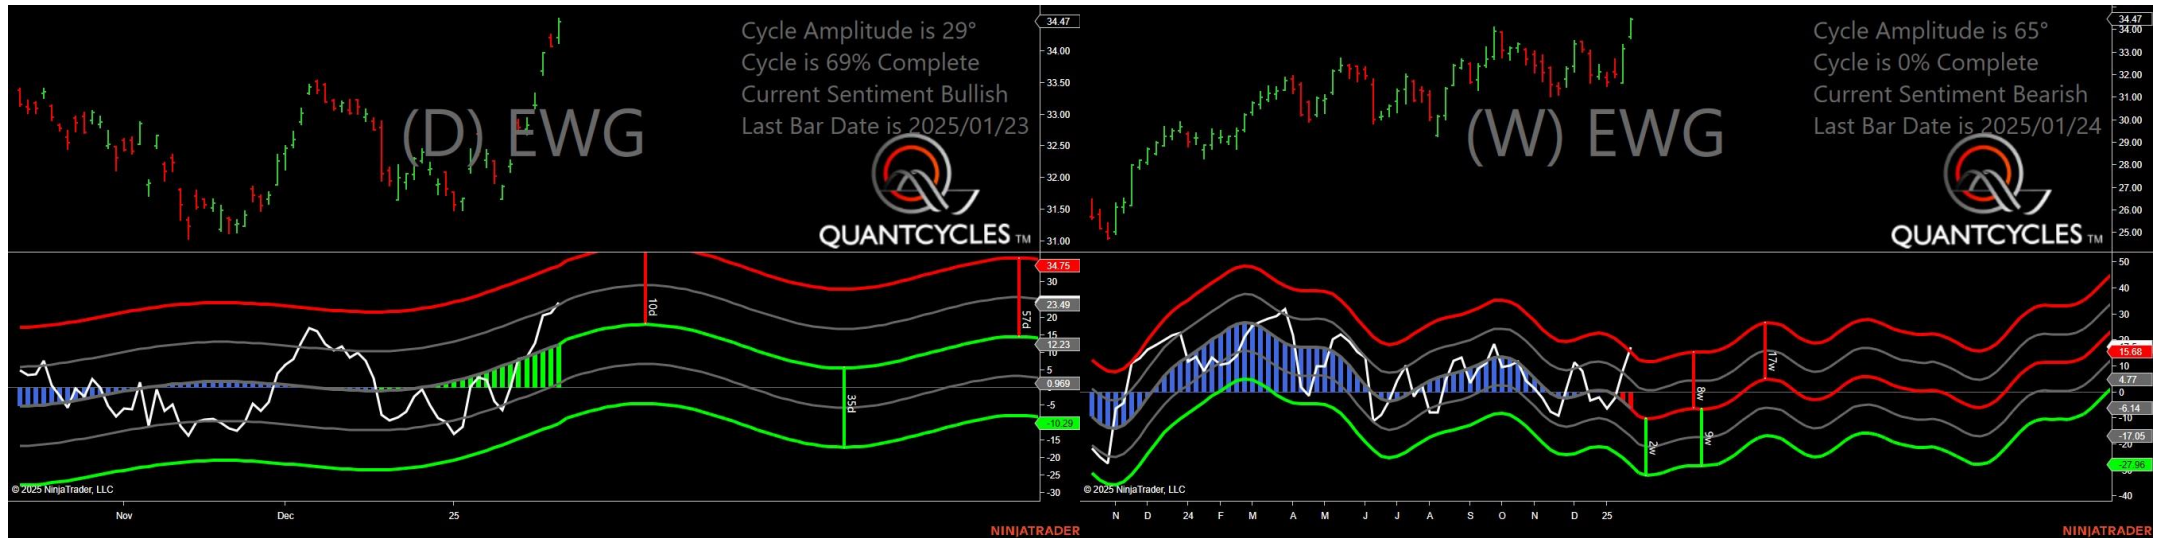 Cycle Amplitude is 29°
Cycle is 69% Complete
Current Sentiment Bullish
Last Bar Date is 2025/01/23
(D) EWG
QUANTCYCLES TM
34.47
34.00
33.50
33.00
32.50
32.00
31.50
31.00
34.75
30
23.49
20
15
12.23
10
0.969
-5
-10.29
-15
-20
-25
-30
10d
35d
57d
© 2025 NinjaTrader, LLC
Nov
Dec
25
NINJATRADER
Cycle Amplitude is 65°
Cycle is 0% Complete
Current Sentiment Bearish
Last Bar Date is 2025/01/24
(W) EWG
QUANTCYCLES TM
34.47
34.00
33.00
32.00
31.00
30.00
29.00
28.00
27.00
26.00
25.00
50
40
30
20
15.68
4.77
0
-6.14
-10
-17.05
-20
-27.96
-40
2w
8w
9w
17w
© 2025 NinjaTrader, LLC
N D 24 F M A M J J A S O N D 25
NINJATRADER